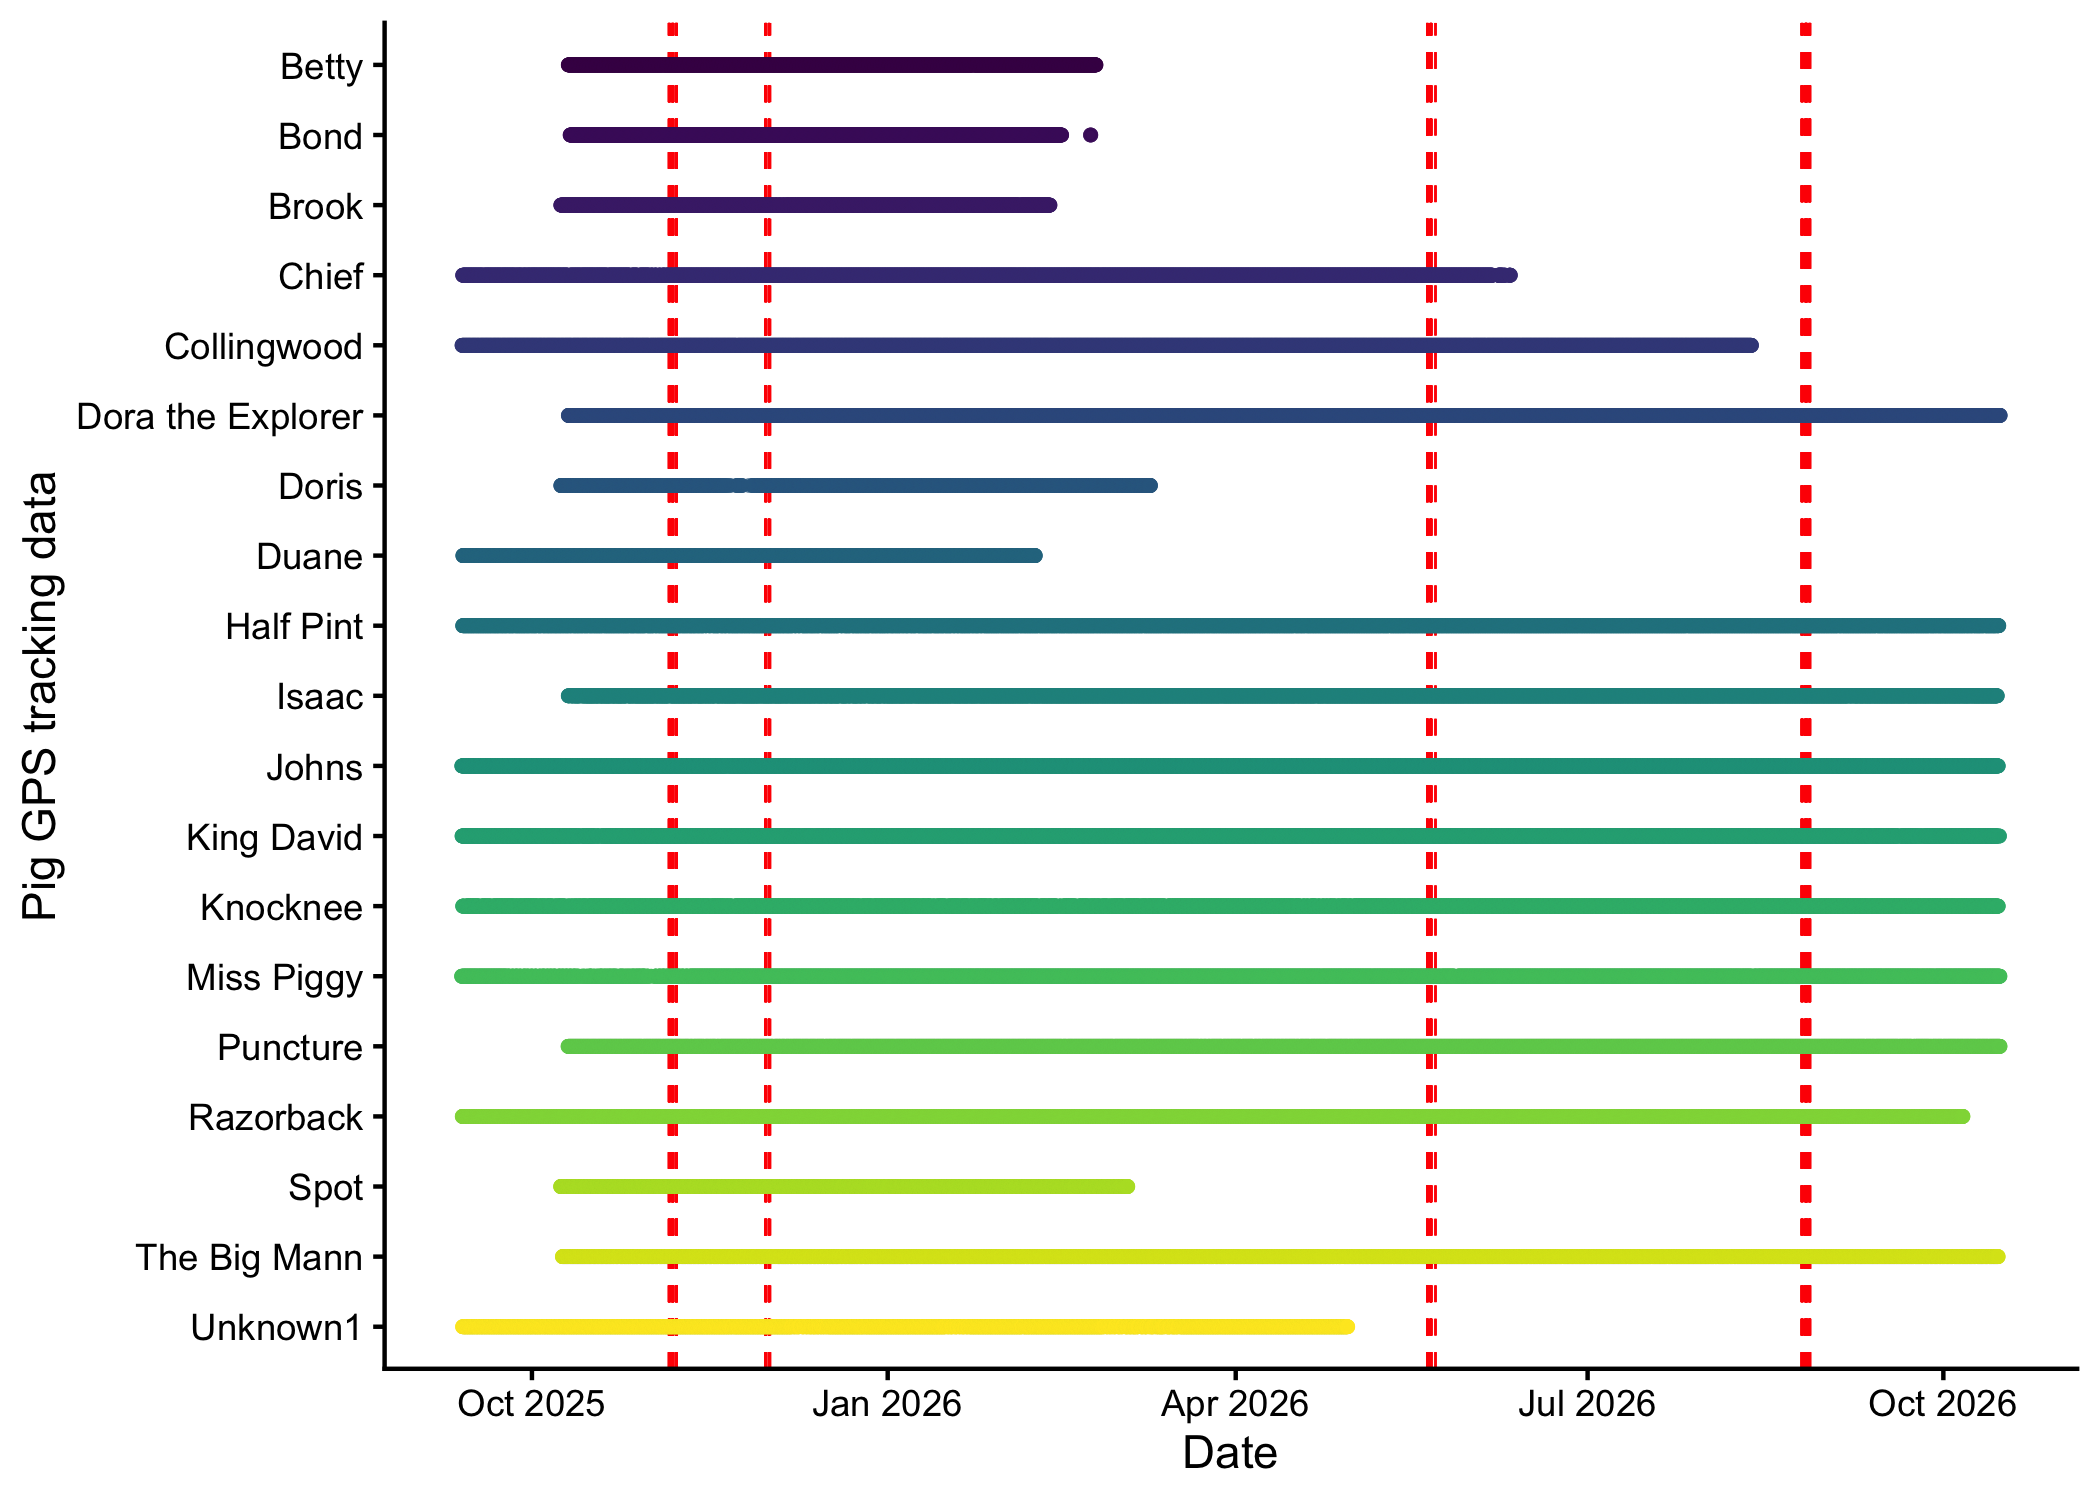 Betty
Bond
Brook
Chief
Collingwood
Dora the Explorer
Doris
Duane
Half Pint
Isaac
Johns
King David
Knocknee
Miss Piggy
Puncture
Razorback
Spot
The Big Mann
Unknown1
Pig GPS tracking data
Oct 2025 Jan 2026 Apr 2026 Jul 2026 Oct 2026
Date